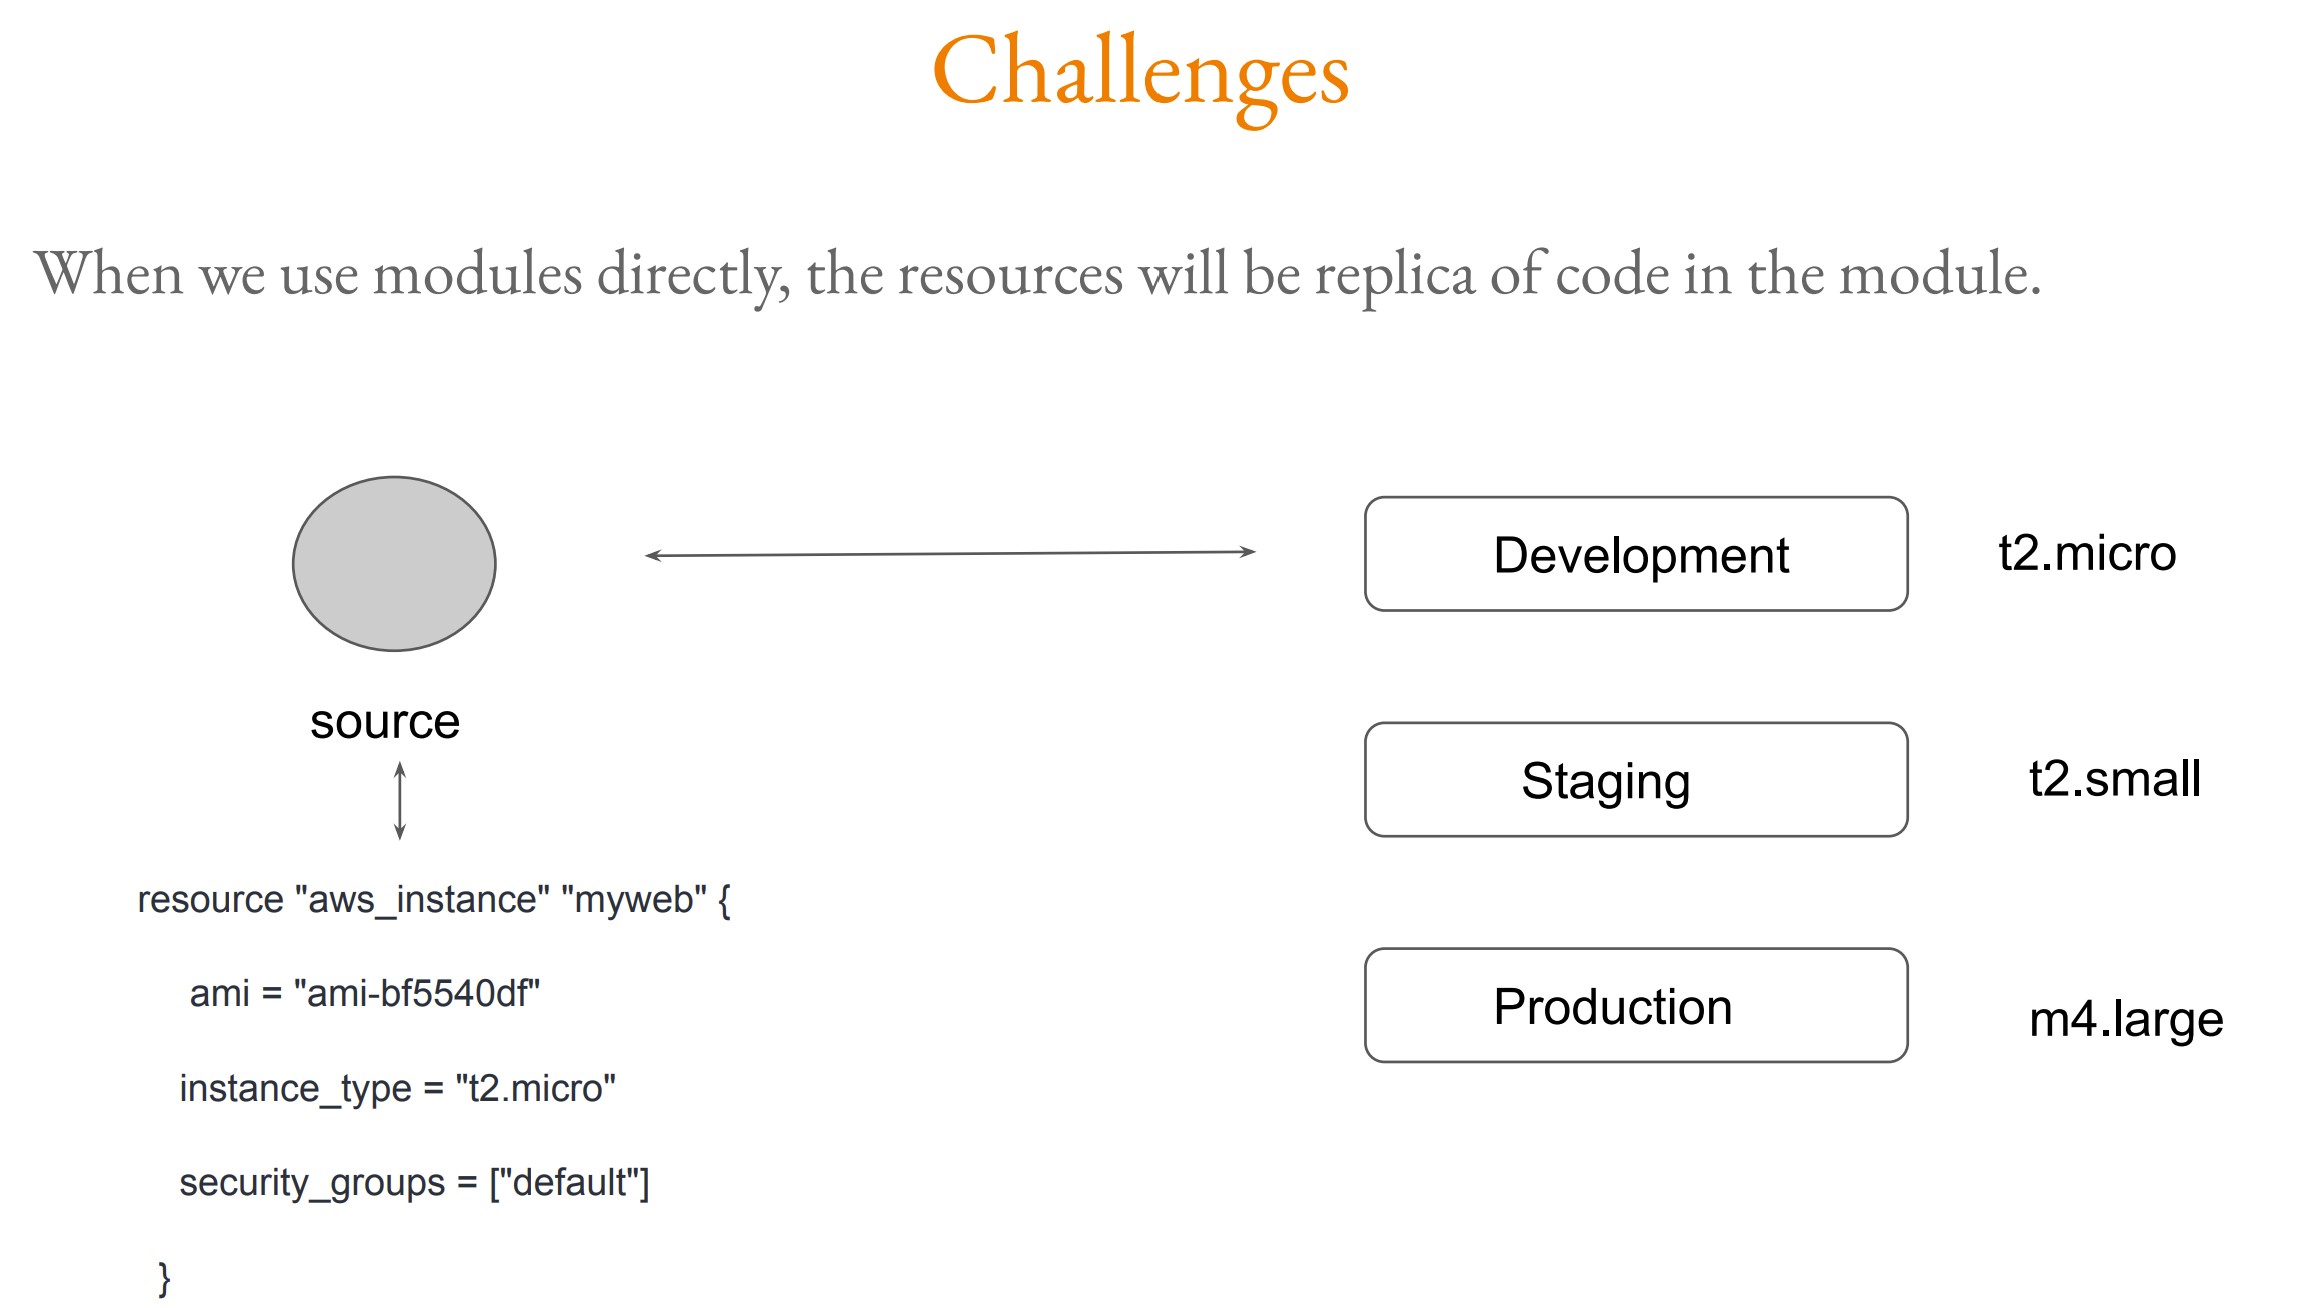 Challenges
When we use modules directly, the resources will be replica of code in the module.
Development
t2.micro
source
Staging
t2.small
resource "aws_instance" "myweb" {
ami = "ami-bf5540df"
instance_type = "t2.micro"
security_groups = ["default"]
}
Production
m4.large